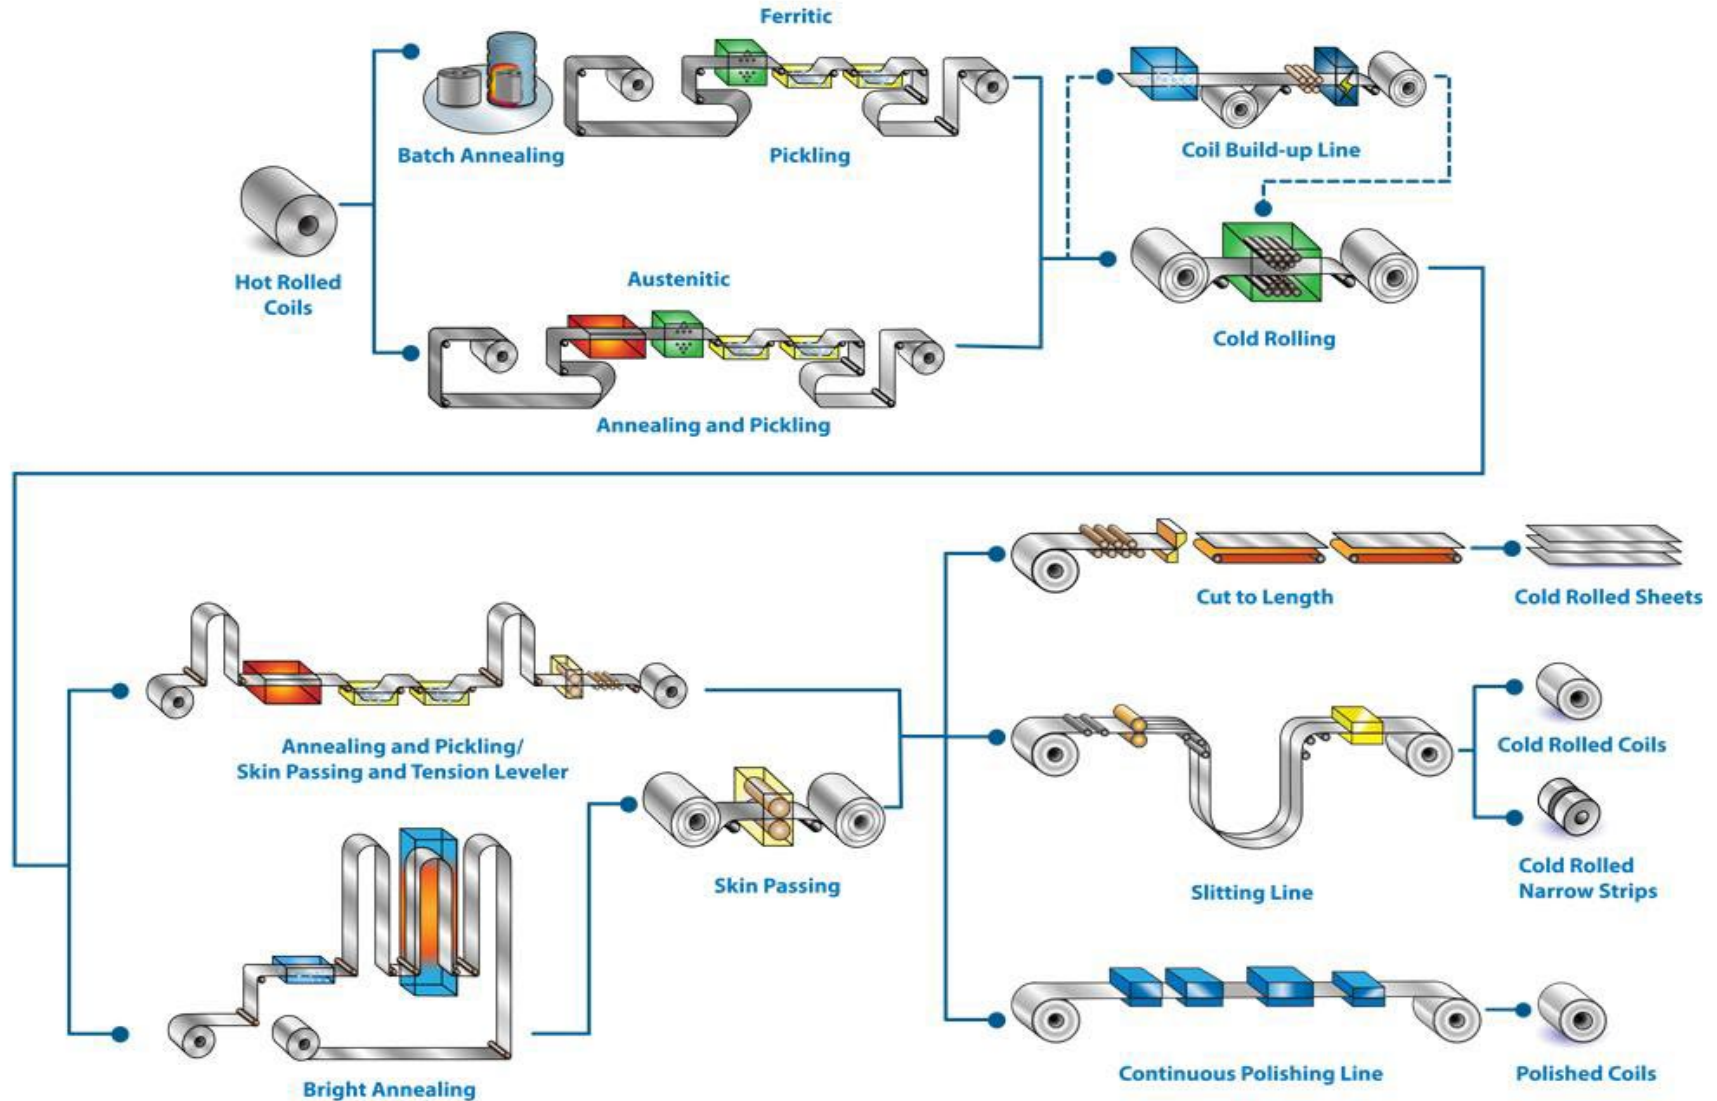 Ferritic
Batch Annealing
Pickling
Coil Build-up Line
Hot Rolled
Coils
Austenitic
Cold Rolling
Annealing and Pickling
Cut to Length
Cold Rolled Sheets
Annealing and Pickling/
Skin Passing and Tension Leveler
Cold Rolled Coils
Skin Passing
Slitting Line
Cold Rolled
Narrow Strips
Bright Annealing
Continuous Polishing Line
Polished Coils